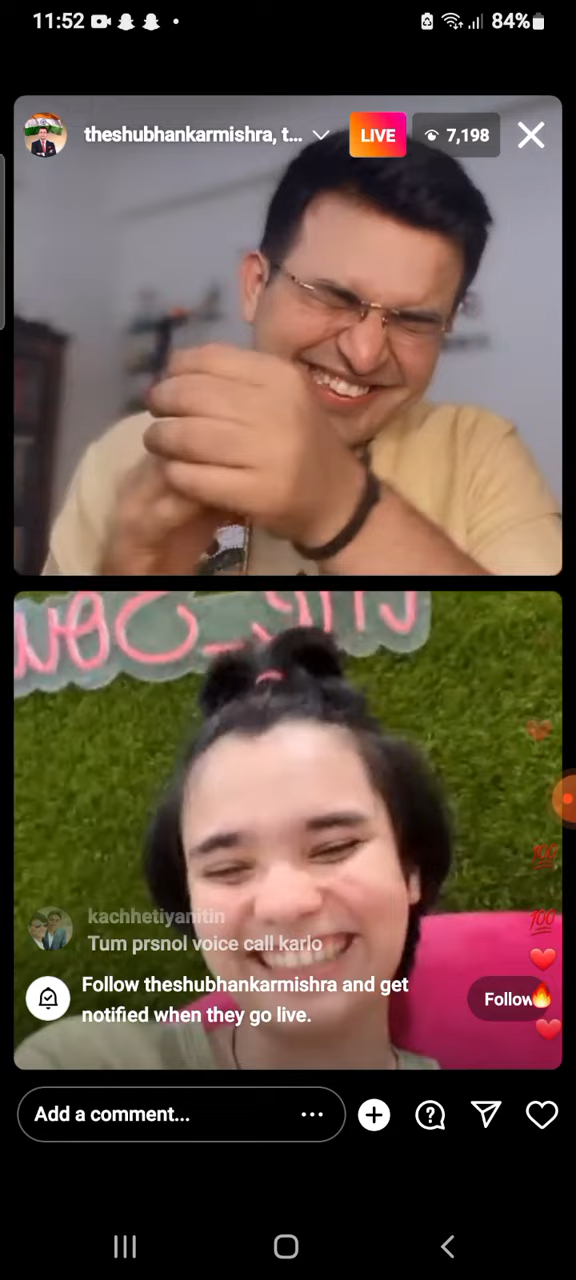 11:52
84%
theshubhankarmishra, t...
LIVE
7,198
kachhetiyanitin
Tum prsnol voice call karlo
Follow theshubhankarmishra and get
notified when they go live.
Follow
💯
💯
Add a comment...